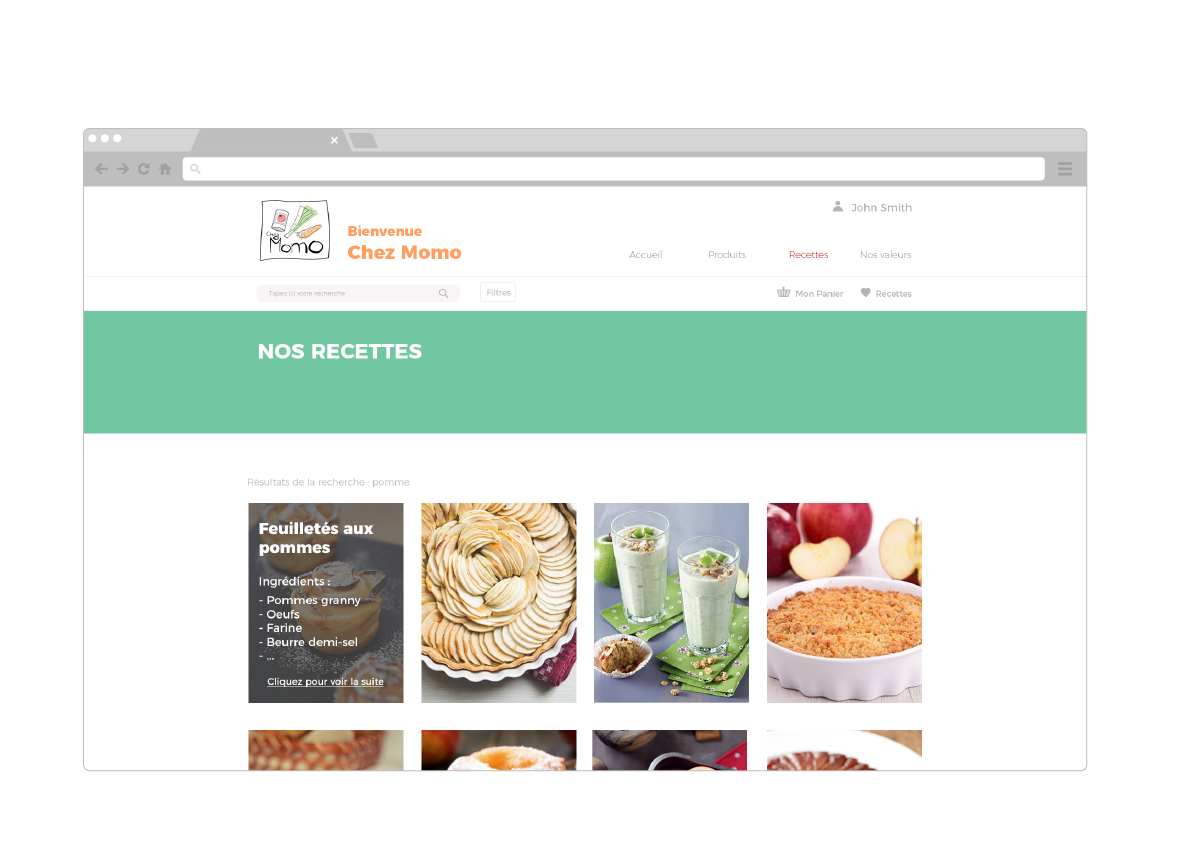 John Smith
Chez
MomO
Bienvenue
Chez Momo
Accueil Produits Recettes Nos valeurs
Tapez ici votre recherche Filtres Mon Panier Recettes
NOS RECETTES
Résultats de la recherche : pomme
Feuilletés aux
pommes
Ingrédients :
- Pommes granny
- Oeufs
- Farine
- Beurre demi-sel
- ...
Cliquez pour voir la suite